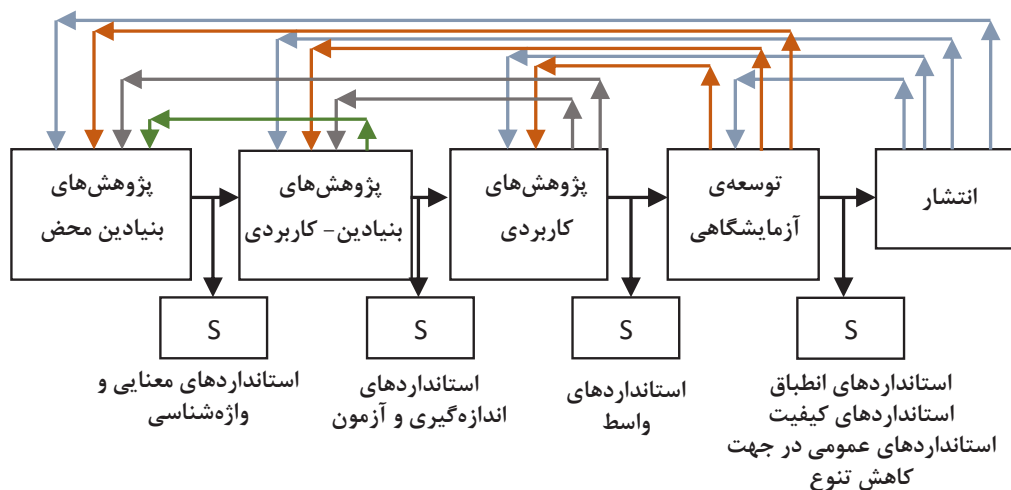 پژوهش‌های
بنیادین محض
پژوهش‌های
بنیادین- کاربردی
پژوهش‌های
کاربردی
توسعه‌ی
آزمایشگاهی
انتشار
S
S
S
S
استانداردهای معنایی و
واژه‌شناسی
استانداردهای
اندازه‌گیری و آزمون
استانداردهای
واسط
استانداردهای انطباق
استانداردهای کیفیت
استانداردهای عمومی در جهت
کاهش تنوع